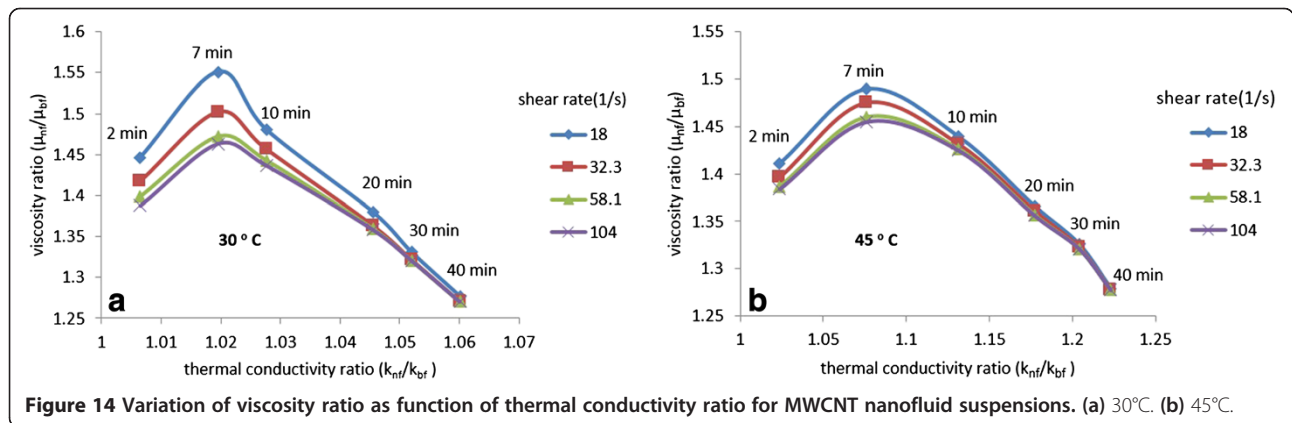 1.6
1.55
1.5
1.45
1.4
1.35
1.3
1.25
viscosity ratio (μnf/μbf)
2 min
7 min
10 min
20 min
30 min
40 min
30 ° C
a
1 1.01 1.02 1.03 1.04 1.05 1.06 1.07
thermal conductivity ratio (knf/kbf )
shear rate(1/s)
18
32.3
58.1
104
1.55
1.5
1.45
1.4
1.35
1.3
1.25
viscosity ratio (μnf/μbf)
2 min
7 min
10 min
20 min
30 min
40 min
45 ° C
b
1 1.05 1.1 1.15 1.2 1.25
thermal conductivity ratio (knf/kbf )
shear rate(1/s)
18
32.3
58.1
104
Figure 14 Variation of viscosity ratio as function of thermal conductivity ratio for MWCNT nanofluid suspensions. (a) 30°C. (b) 45°C.